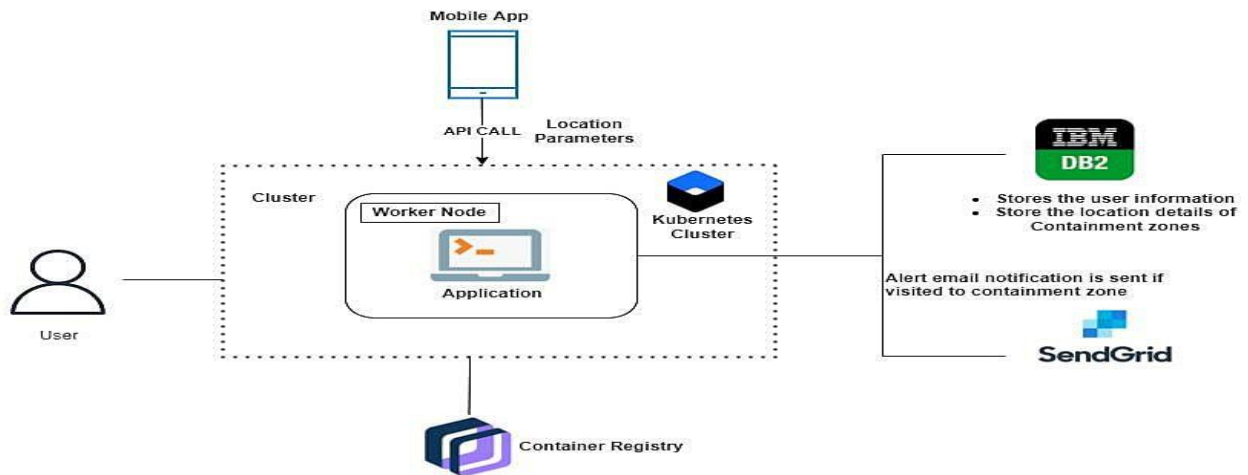 Mobile App
API CALL
Location
Parameters
Cluster
Worker Node
Application
Kubernetes
Cluster
User
IBM
DB2
• Stores the user information
• Store the location details of
Containment zones
Alert email notification is sent if
visited to containment zone
SendGrid
Container Registry